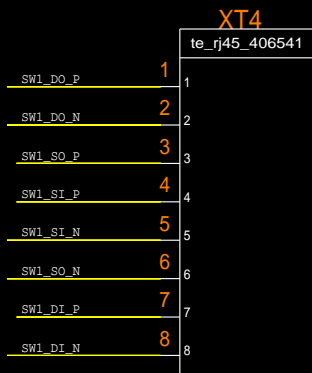 XT4
te_rj45_406541
SW1_DO_P 1 1
SW1_DO_N 2 2
SW1_SO_P 3 3
SW1_SI_P 4 4
SW1_SI_N 5 5
SW1_SO_N 6 6
SW1_DI_P 7 7
SW1_DI_N 8 8